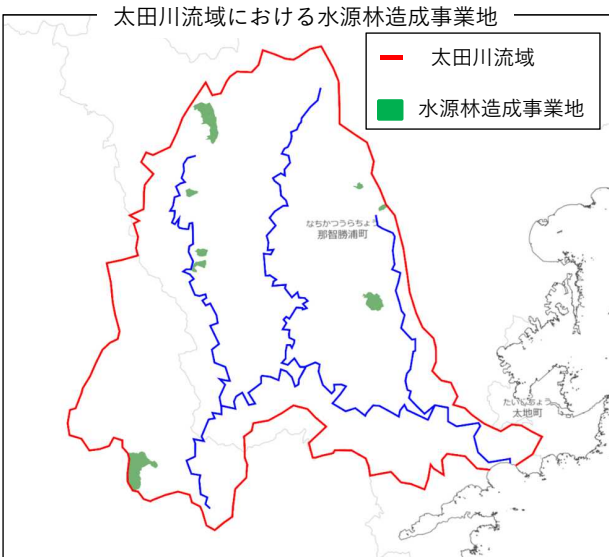 太田川流域における水源林造成事業地
太田川流域
水源林造成事業地
なちかつうらちょう
那智勝浦町
たいじちょう
太地町